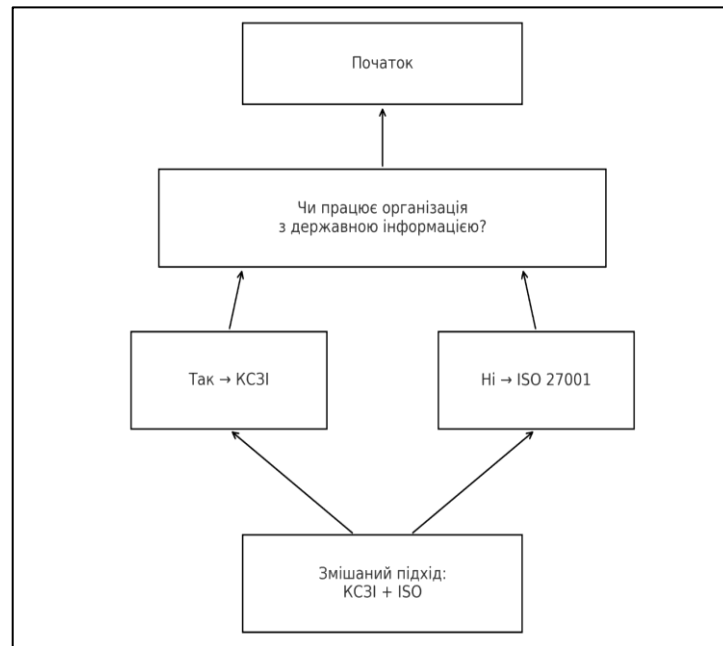 Початок
Чи працює організація
з державною інформацією?
Так → КСЗІ
Ні → ISO 27001
Змішаний підхід:
КСЗІ + ISO